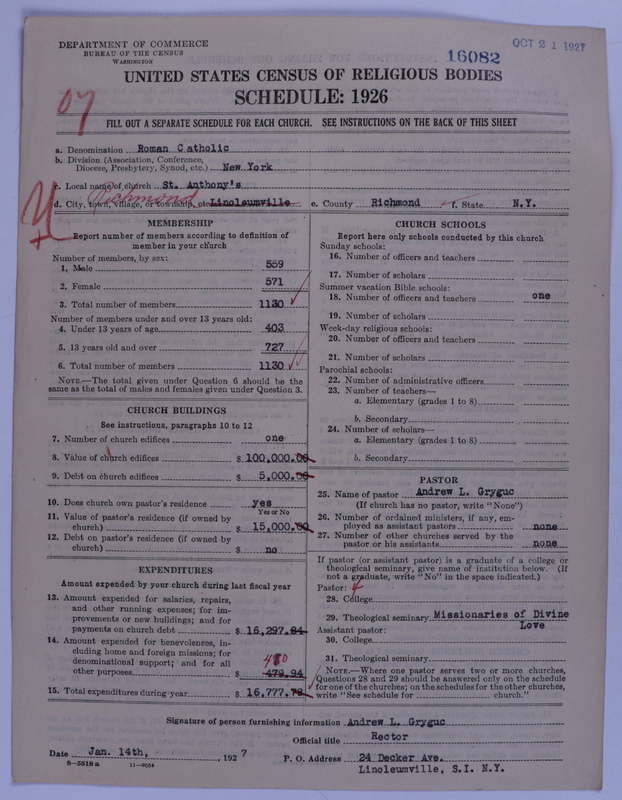 DEPARTMENT OF COMMERCE
BUREAU OF THE CENSUS
WASHINGTON
16082
OCT 21 1927
UNITED STATES CENSUS OF RELIGIOUS BODIES
SCHEDULE: 1926
FILL OUT A SEPARATE SCHEDULE FOR EACH CHURCH. SEE INSTRUCTIONS ON THE BACK OF THIS SHEET
a. Denomination Roman Catholic
b. Division (Association, Conference, Diocese, Presbytery, Synod, etc.) New York
c. Local name of church St. Anthony's
Richmond
d. City, town, village, or township, etc. Linoleumville e. County Richmond f. State N.Y.
MEMBERSHIP
Report number of members according to definition of
member in your church
Number of members, by sex:
1. Male 559
2. Female 571
3. Total number of members 1130
Number of members under and over 13 years old:
4. Under 13 years of age 403
5. 13 years old and over 727
6. Total number of members 1130
NOTE.—The total given under Question 6 should be
same as the total of males and females given under Question 3.
CHURCH BUILDINGS
See instructions, paragraphs 10 to 12
7. Number of church edifices one
8. Value of church edifices $ 100,000.00
9. Debt on church edifices $ 5,000.00
10. Does church own pastor's residence yes
Yes or No
11. Value of pastor's residence (if owned by
church) $ 15,000.00
12. Debt on pastor's residence (if owned by
church) $ no
EXPENDITURES
Amount expended by your church during last fiscal year
13. Amount expended for salaries, repairs,
and other running expenses; for im-
provements or new buildings; and for
payments on church debt $ 16,297.84
14. Amount expended for benevolences, in-
cluding home and foreign missions; for
denominational support; and for all
480
other purposes $ 479.94
15. Total expenditures during year $ 16,777.78
CHURCH SCHOOLS
Report here only schools conducted by this church
Sunday schools:
16. Number of officers and teachers
17. Number of scholars
Summer vacation Bible schools:
18. Number of officers and teachers one
19. Number of scholars
Week-day religious schools:
20. Number of officers and teachers
21. Number of scholars
Parochial schools:
22. Number of administrative officers
23. Number of teachers—
a. Elementary (grades 1 to 8)
b. Secondary
24. Number of scholars—
a. Elementary (grades 1 to 8)
b. Secondary
PASTOR
25. Name of pastor Andrew L. Gryguc
(If church has no pastor, write "None")
26. Number of ordained ministers, if any, em-
ployed as assistant pastors none
27. Number of other churches served by the
pastor or his assistants none
If pastor (or assistant pastor) is a graduate of a college or
theological seminary, give name of institution below. (If
not a graduate, write "No" in the space indicated.)
Pastor:
28. College
29. Theological seminary Missionaries of Divine
Love
Assistant pastor:
30. College
31. Theological seminary
NOTE.—Where one pastor serves two or more churches,
Questions 28 and 29 should be answered only on the schedule
for one of the churches; on the schedules for the other churches,
write "See schedule for church."
Signature of person furnishing information Andrew L. Gryguc
Official title Rector
Date Jan. 14th, , 1927 P. O. Address 24 Decker Ave.
Linoleumville, S.I. N.Y.
8-5518 a 11-9054